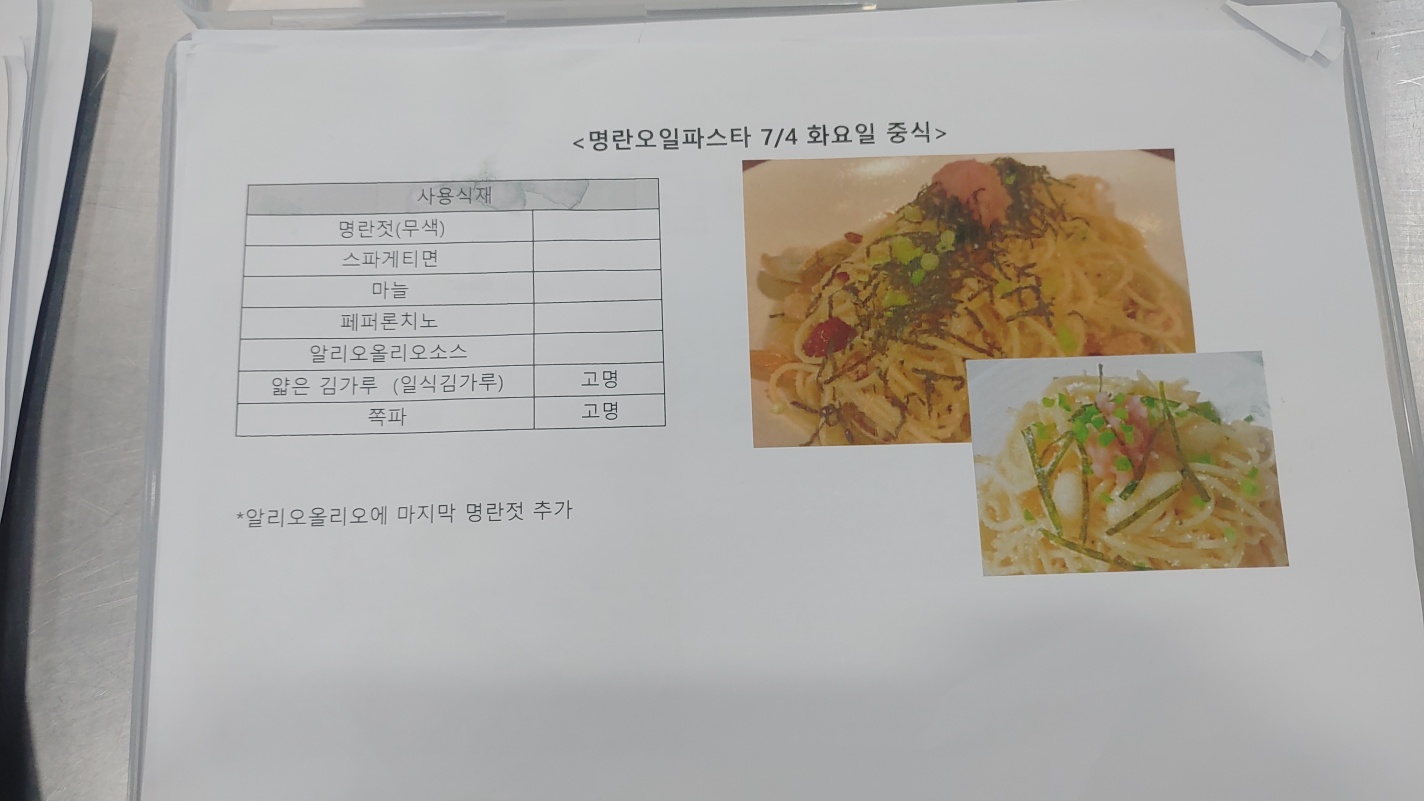 <명란오일파스타 7/4 화요일 중식>
사용식재
명란젓(무색)
스파게티면
마늘
페퍼론치노
알리오올리오소스
얇은 김가루 (일식김가루) 고명
쪽파 고명
*알리오올리오에 마지막 명란젓 추가